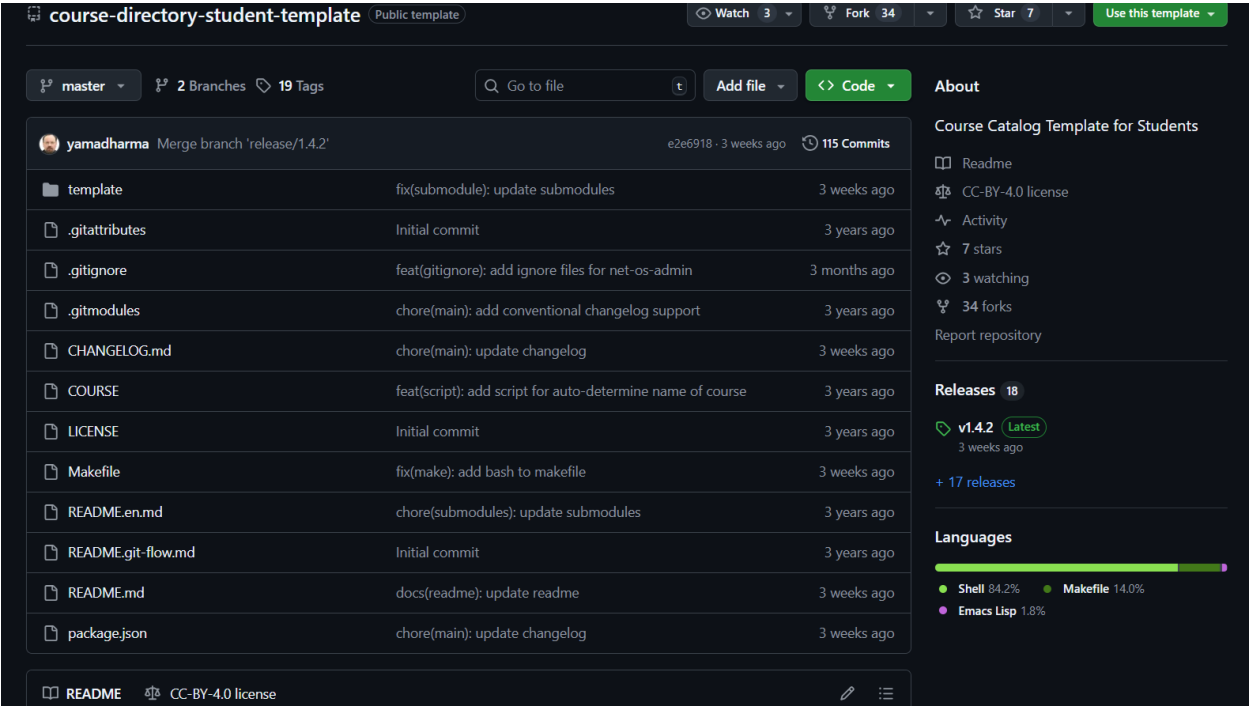 course-directory-student-template Public template Watch 3 Fork 34 Star 7 Use this template
master 2 Branches 19 Tags Go to file t Add file Code
yamadharma Merge branch 'release/1.4.2' e2e6918 · 3 weeks ago 115 Commits
template fix(submodule): update submodules 3 weeks ago
.gitattributes Initial commit 3 years ago
.gitignore feat(gitignore): add ignore files for net-os-admin 3 months ago
.gitmodules chore(main): add conventional changelog support 3 years ago
CHANGELOG.md chore(main): update changelog 3 weeks ago
COURSE feat(script): add script for auto-determine name of course 3 years ago
LICENSE Initial commit 3 years ago
Makefile fix(make): add bash to makefile 3 weeks ago
README.en.md chore(submodules): update submodules 3 years ago
README.git-flow.md Initial commit 3 years ago
README.md docs(readme): update readme 3 weeks ago
package.json chore(main): update changelog 3 weeks ago
README CC-BY-4.0 license
About
Course Catalog Template for Students
Readme
CC-BY-4.0 license
Activity
7 stars
3 watching
34 forks
Report repository
Releases 18
v1.4.2 Latest
3 weeks ago
+ 17 releases
Languages
Shell 84.2% Makefile 14.0%
Emacs Lisp 1.8%